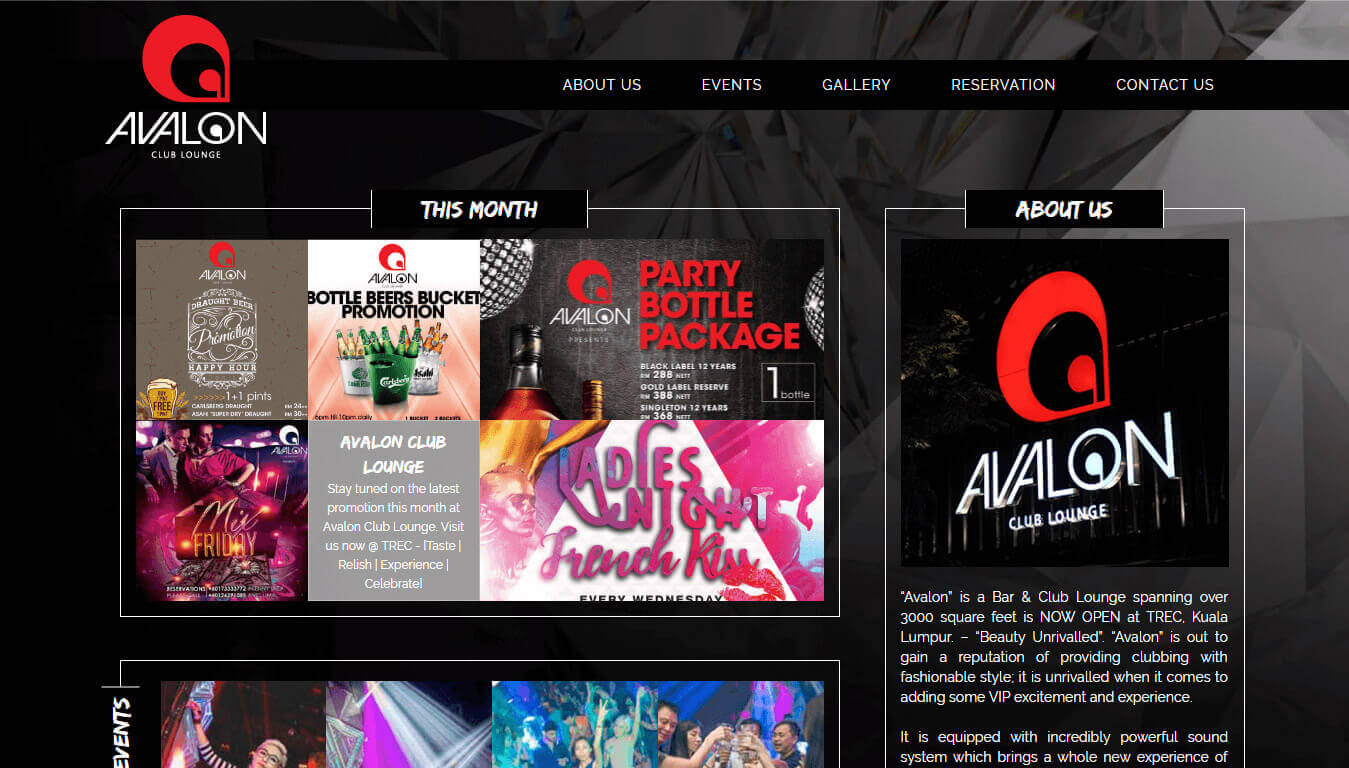 AVALON
CLUB LOUNGE
ABOUT US
EVENTS
GALLERY
RESERVATION
CONTACT US
THIS MONTH
AVALON
DRAUGHT BEER
Promotion
HAPPY HOUR
BUY
1 PINT
FREE
1 PINT
>>>>>>1+1 pints
CARLSBERG DRAUGHT RM 24
ASAHI "SUPER DRY" DRAUGHT RM 30
AVALON
BOTTLE BEERS BUCKET
PROMOTION
Carlsberg
Asahi
6pm till 10pm daily
1 BUCKET 2 BUCKETS
AVALON
CLUB LOUNGE
PRESENTS
PARTY
BOTTLE
PACKAGE
BLACK LABEL 12 YEARS
RM 288 NETT
GOLD LABEL RESERVE
RM 388 NETT
SINGLETON 12 YEARS
RM 368 NETT
1
bottle
AVALON
Mix
FRIDAY
AVALON CLUB
LOUNGE
Stay tuned on the latest
promotion this month at
Avalon Club Lounge. Visit
us now @ TREC - [Taste |
Relish | Experience |
Celebrate]
LADIES
NIGHT
French Kiss
EVERY WEDNESDAY
EVENTS
ABOUT US
AVALON
CLUB LOUNGE
“Avalon” is a Bar & Club Lounge spanning over
3000 square feet is NOW OPEN at TREC, Kuala
Lumpur. – “Beauty Unrivalled”. “Avalon” is out to
gain a reputation of providing clubbing with
fashionable style; it is unrivalled when it comes to
adding some VIP excitement and experience.
It is equipped with incredibly powerful sound
system which brings a whole new experience of